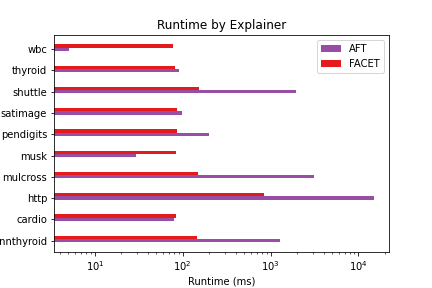 Runtime by Explainer
AFT
FACET
wbc
thyroid
shuttle
satimage
pendigits
musk
mulcross
http
cardio
nnthyroid
10¹ 10² 10³ 10⁴
Runtime (ms)